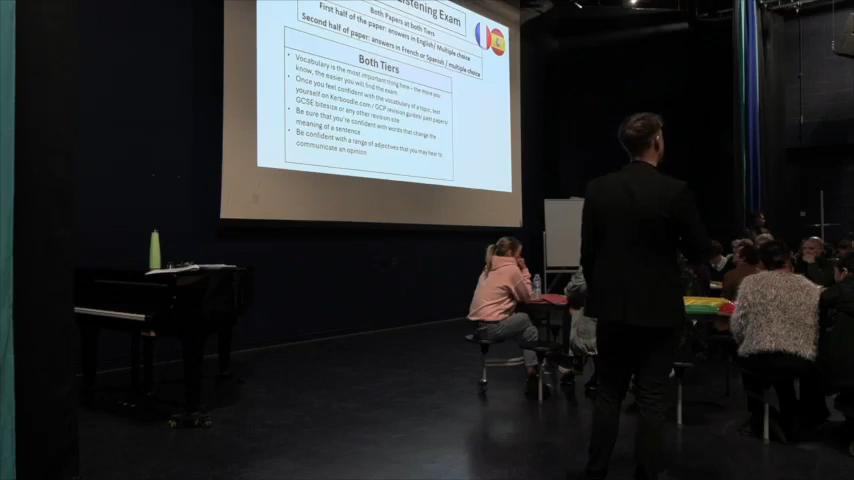 Listening Exam
Both Papers at both Tiers
First half of the paper: answers in English/ Multiple choice
Second half of paper: answers in French or Spanish / multiple choice
Both Tiers
• Vocabulary is the most important thing here – the more you
know, the easier you will find the exam
• Once you feel confident with the vocabulary of a topic, test
yourself on Kerboodle.com / GCP revision guides/ past papers/
GCSE bitesize or any other revision site
• Be sure that you're confident with words that change the
meaning of a sentence
• Be confident with a range of adjectives that you may hear to
communicate an opinion